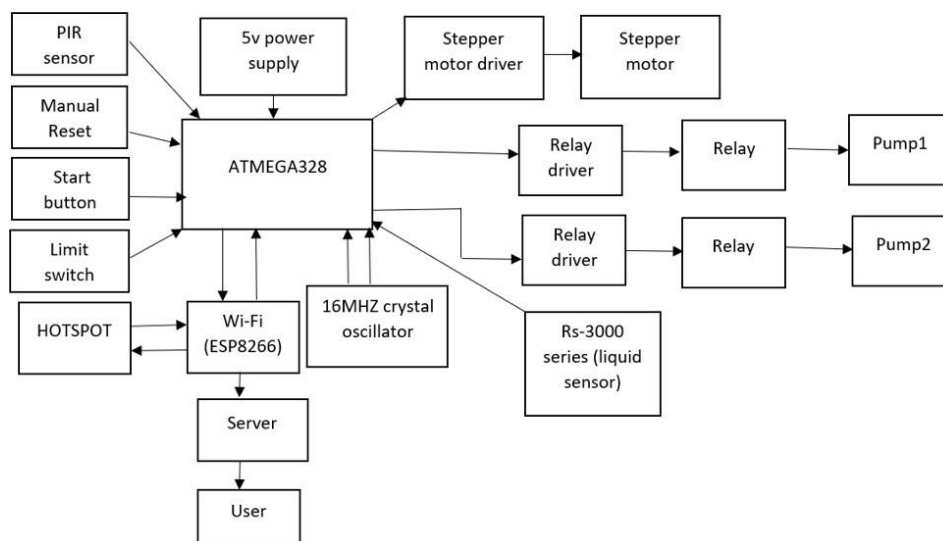 PIR
sensor
5v power
supply
Stepper
motor driver
Stepper
motor
Manual
Reset
ATMEGA328
Relay
driver
Relay
Pump1
Start
button
Limit
switch
Relay
driver
Relay
Pump2
HOTSPOT
Wi-Fi
(ESP8266)
16MHZ crystal
oscillator
Rs-3000
series (liquid
sensor)
Server
User